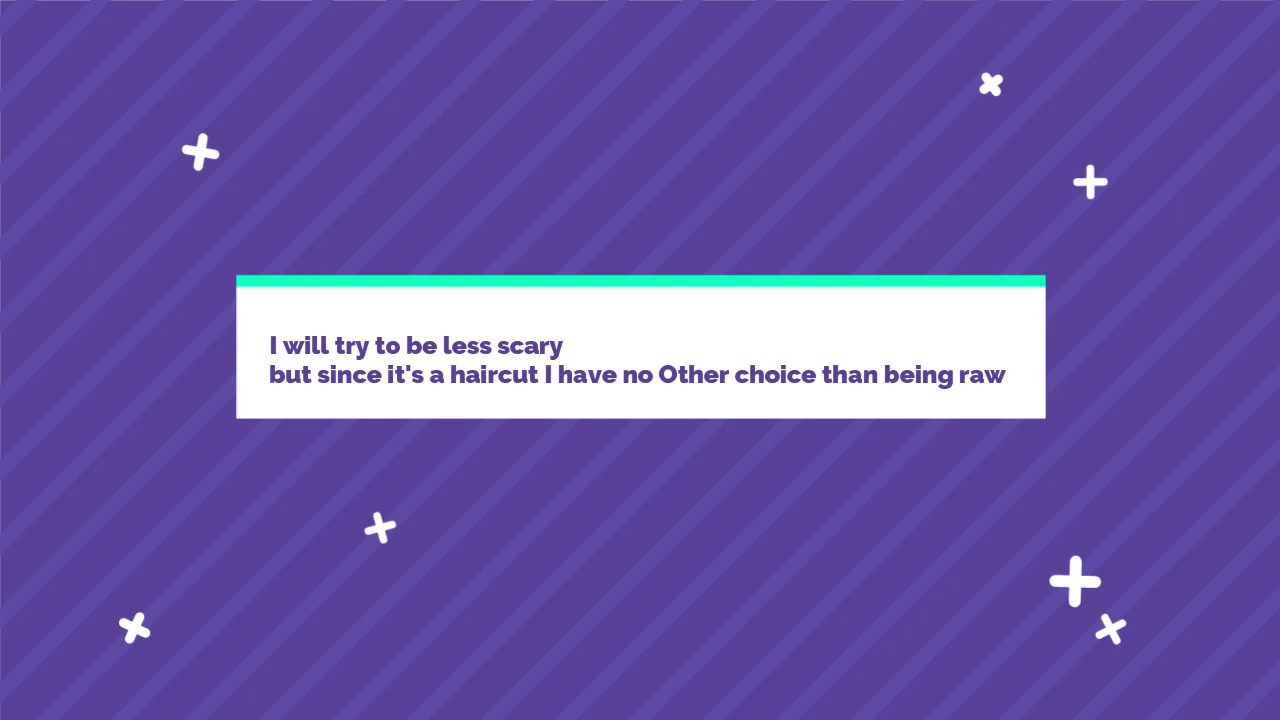 I will try to be less scary
but since it's a haircut I have no Other choice than being raw